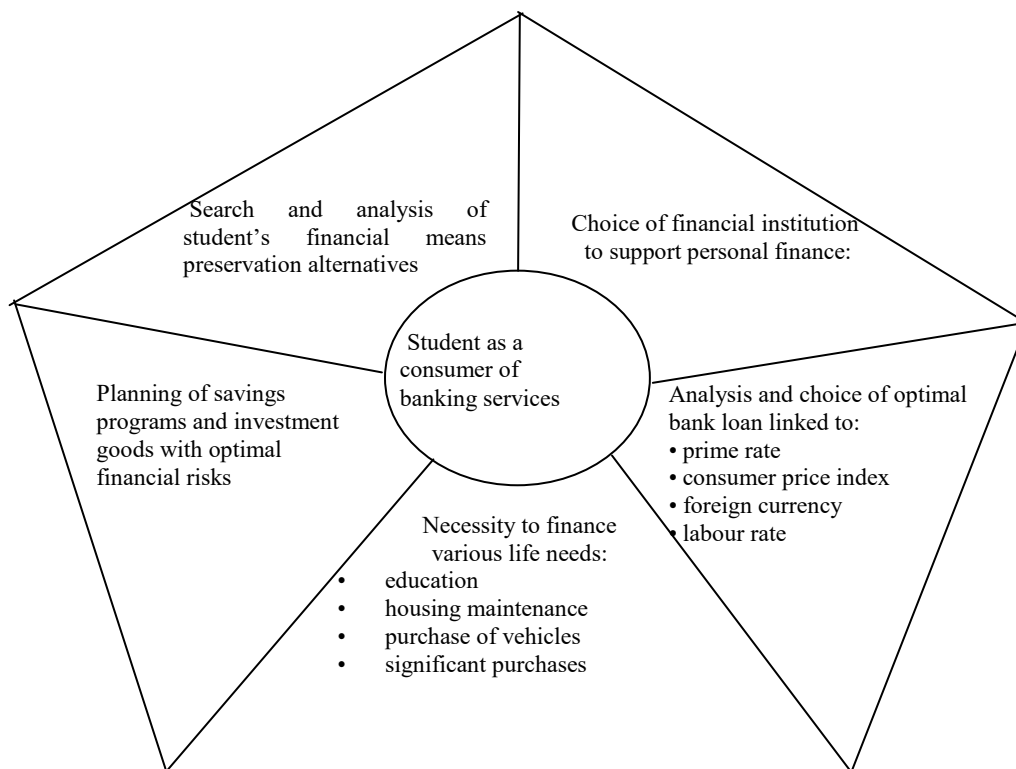 Search and analysis of
student’s financial means
preservation alternatives
Choice of financial institution
to support personal finance:
Student as a
consumer of
banking services
Planning of savings
programs and investment
goods with optimal
financial risks
Analysis and choice of optimal
bank loan linked to:
• prime rate
• consumer price index
• foreign currency
• labour rate
Necessity to finance
various life needs:
• education
• housing maintenance
• purchase of vehicles
• significant purchases